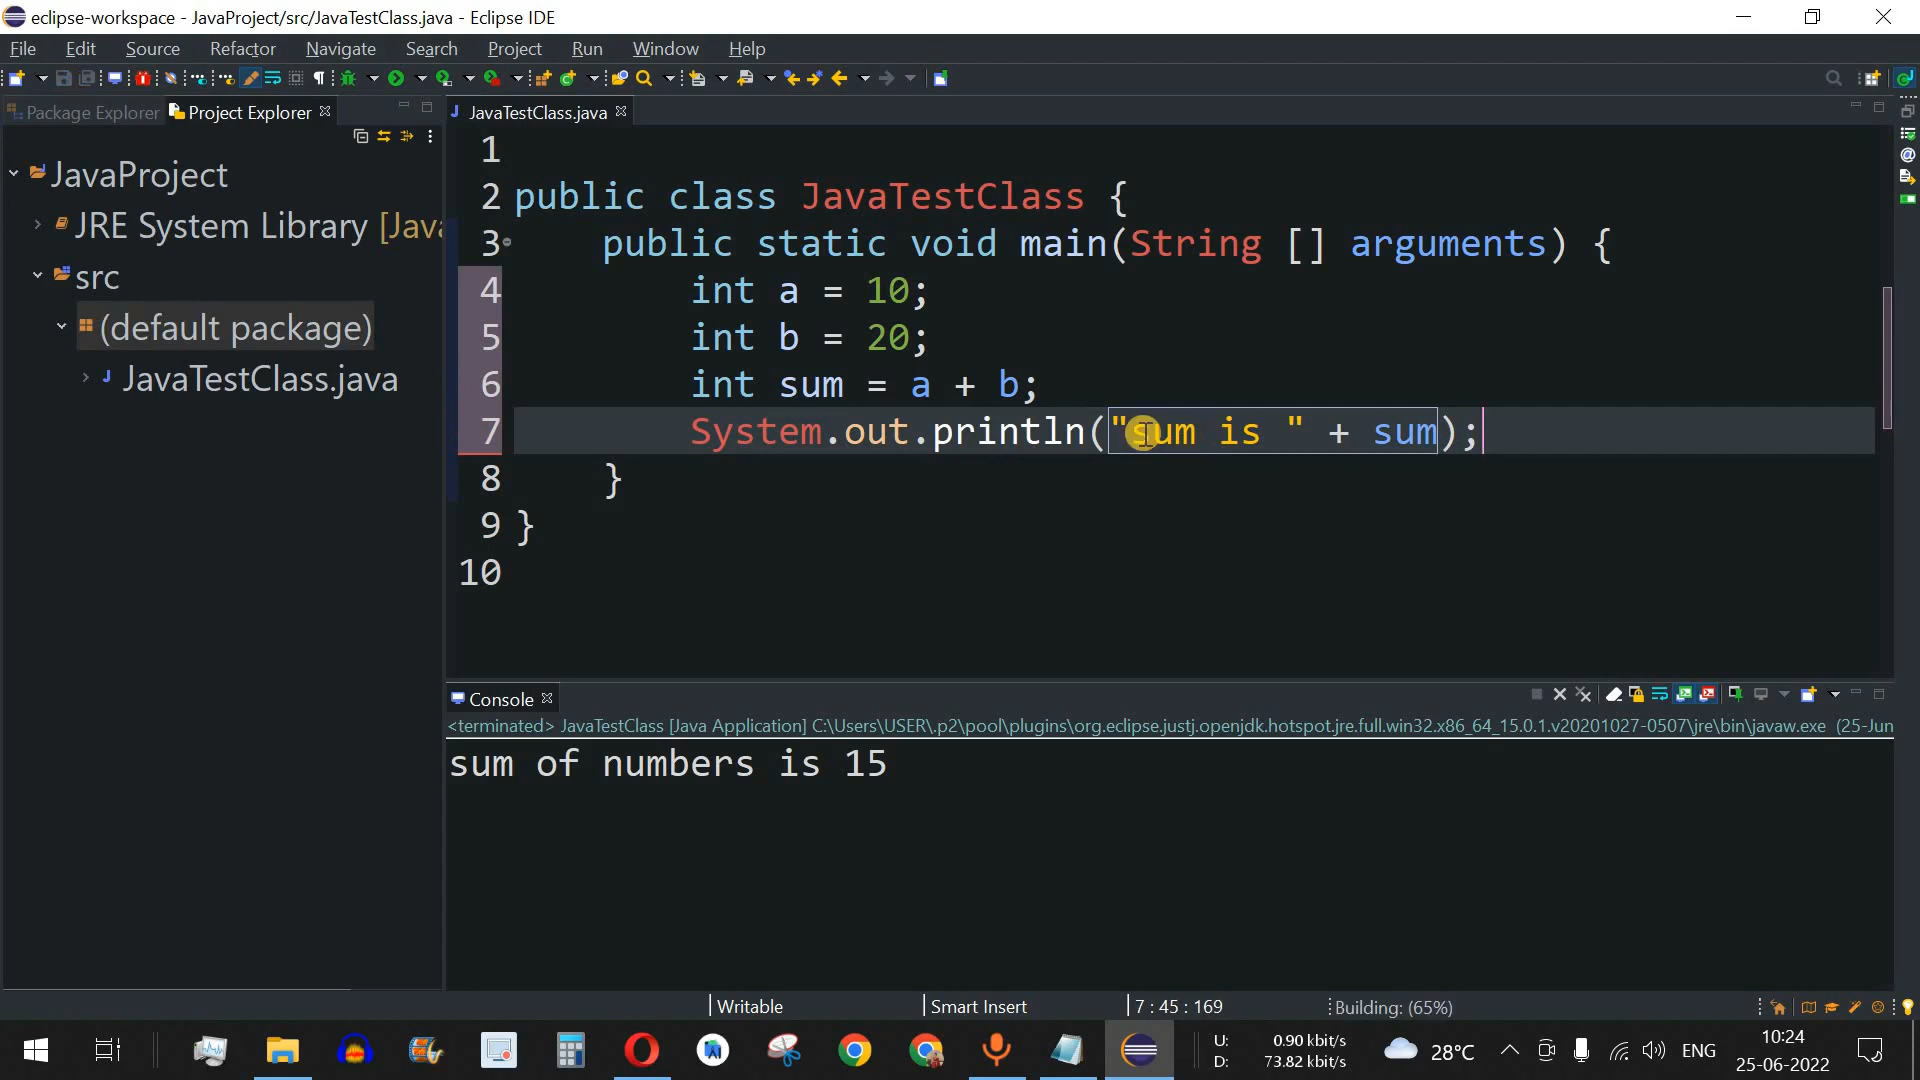 eclipse-workspace - JavaProject/src/JavaTestClass.java - Eclipse IDE
File Edit Source Refactor Navigate Search Project Run Window Help
Package Explorer Project Explorer
JavaTestClass.java
JavaProject
JRE System Library [Java
src
(default package)
JavaTestClass.java
1
2 public class JavaTestClass {
3 public static void main(String [] arguments) {
4 int a = 10;
5 int b = 20;
6 int sum = a + b;
7 System.out.println("sum is " + sum);
8 }
9 }
10
Console
<terminated> JavaTestClass [Java Application] C:\Users\USER\.p2\pool\plugins\org.eclipse.justj.openjdk.hotspot.jre.full.win32.x86_64_15.0.1.v20201027-0507\jre\bin\javaw.exe (25-Jun
sum of numbers is 15
Writable Smart Insert 7 : 45 : 169 Building: (65%)
U: 0.90 kbit/s
D: 73.82 kbit/s
28°C
ENG
10:24
25-06-2022